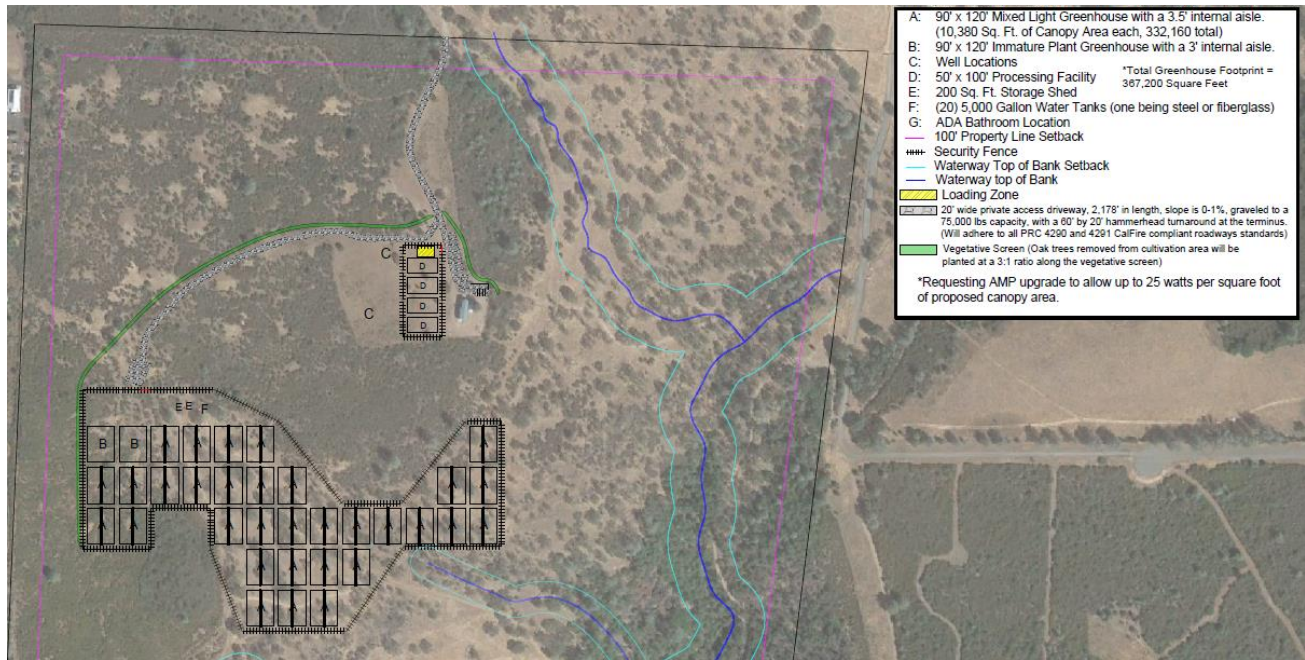 A: 90' x 120' Mixed Light Greenhouse with a 3.5' internal aisle.
(10,380 Sq. Ft. of Canopy Area each, 332,160 total)
B: 90' x 120' Immature Plant Greenhouse with a 3' internal aisle.
C: Well Locations
D: 50' x 100' Processing Facility
*Total Greenhouse Footprint =
367,200 Square Feet
E: 200 Sq. Ft. Storage Shed
F: (20) 5,000 Gallon Water Tanks (one being steel or fiberglass)
G: ADA Bathroom Location
100' Property Line Setback
Security Fence
Waterway Top of Bank Setback
Waterway top of Bank
Loading Zone
20' wide private access driveway, 2,178' in length, slope is 0-1%, graveled to a
75,000 lbs capacity, with a 60' by 20' hammerhead turnaround at the terminus.
(Will adhere to all PRC 4290 and 4291 CalFire compliant roadways standards)
Vegetative Screen (Oak trees removed from cultivation area will be
planted at a 3:1 ratio along the vegetative screen)
*Requesting AMP upgrade to allow up to 25 watts per square foot
of proposed canopy area.
C
D
D
C
D
D
E E F
B B A A A A A
A A A A A A A A A
A A A A A A A A A A A
A A A A
A A A